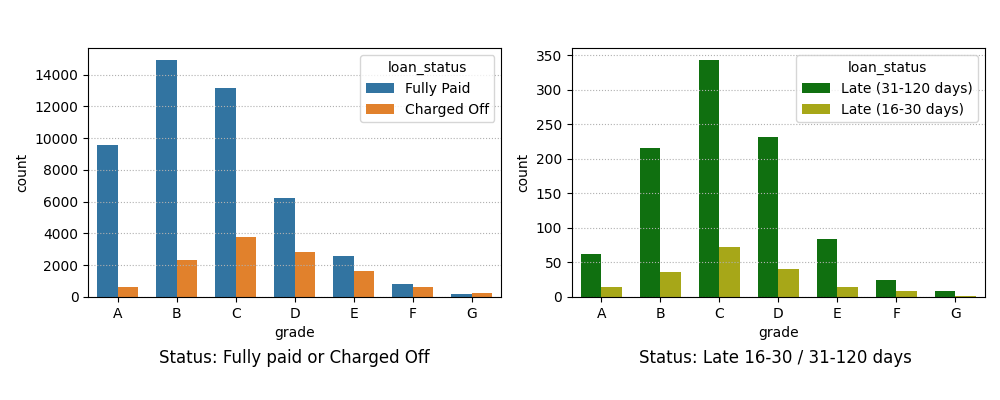 loan_status
Fully Paid
Charged Off
14000
12000
10000
8000
6000
4000
2000
0
count
A B C D E F G
grade
Status: Fully paid or Charged Off
loan_status
Late (31-120 days)
Late (16-30 days)
350
300
250
200
150
100
50
0
count
A B C D E F G
grade
Status: Late 16-30 / 31-120 days